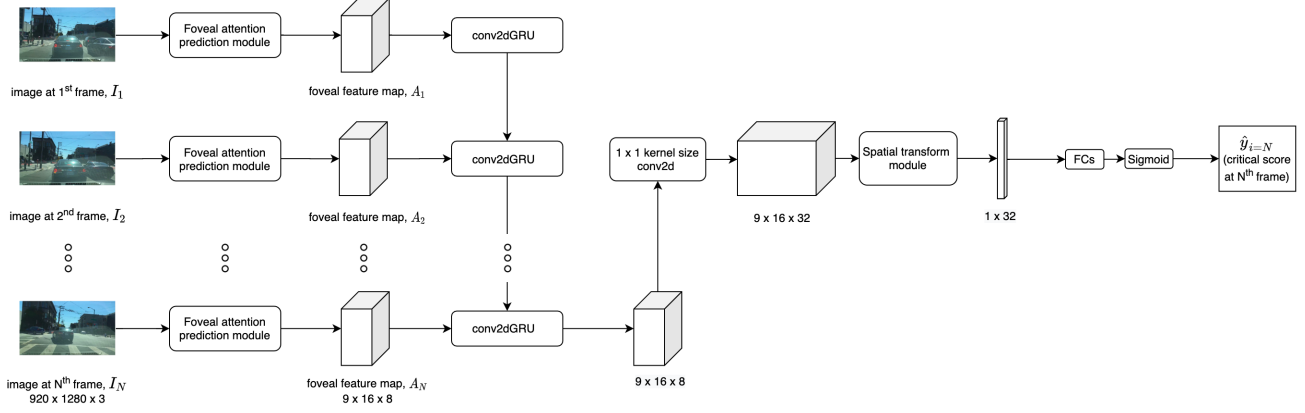 Foveal attention
prediction module
conv2dGRU
image at 1st frame, I1
foveal feature map, A1
Foveal attention
prediction module
conv2dGRU
image at 2nd frame, I2
foveal feature map, A2
Foveal attention
prediction module
conv2dGRU
image at Nth frame, IN
920 x 1280 x 3
foveal feature map, AN
9 x 16 x 8
9 x 16 x 8
1 x 1 kernel size
conv2d
9 x 16 x 32
Spatial transform
module
1 x 32
FCs
Sigmoid
ŷi=N
(critical score
at Nth frame)